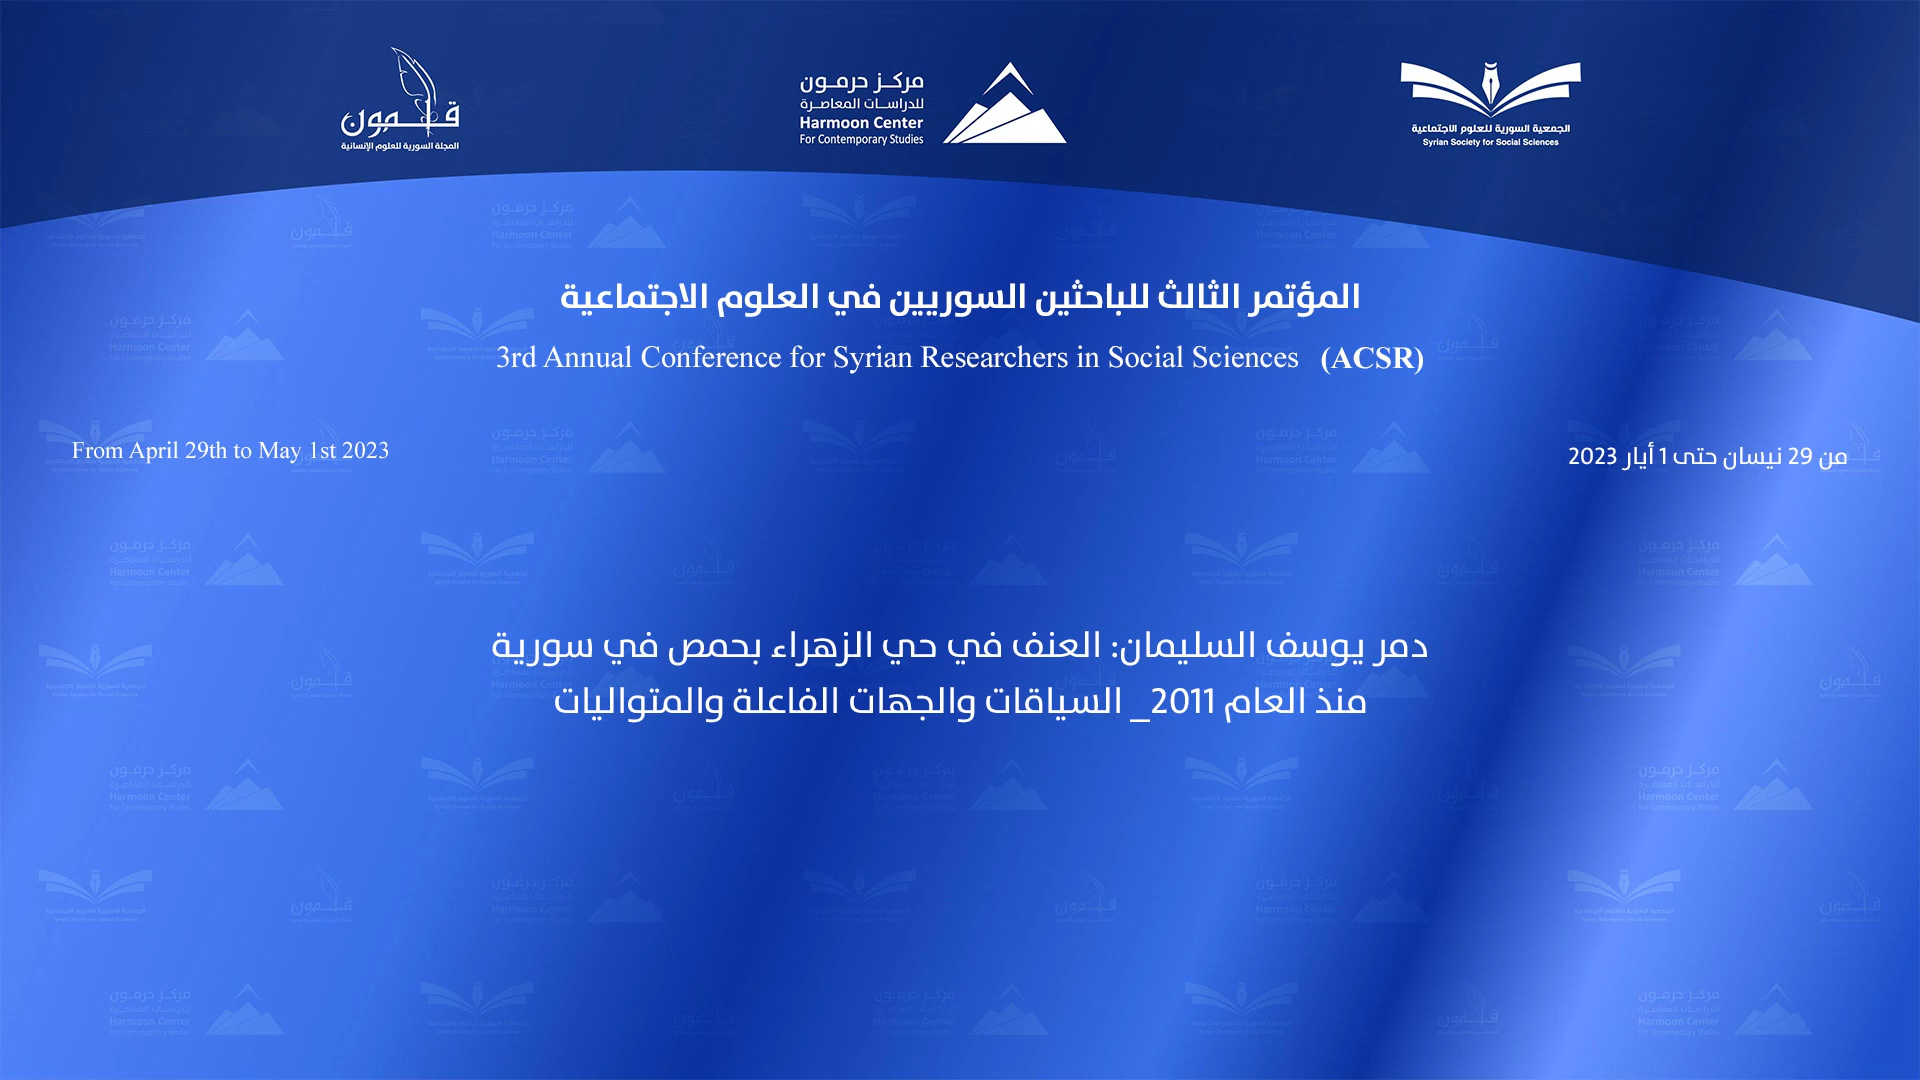 الجمعية السورية للعلوم الاجتماعية
Syrian Society for Social Sciences
مركز حرمون
للدراسات المعاصرة
Harmoon Center
For Contemporary Studies
قلمون
المجلة السورية للعلوم الإنسانية
المؤتمر الثالث للباحثين السوريين في العلوم الاجتماعية
3rd Annual Conference for Syrian Researchers in Social Sciences (ACSR)
من 29 نيسان حتى 1 أيار 2023
From April 29th to May 1st 2023
دمر يوسف السليمان: العنف في حي الزهراء بحمص في سورية
منذ العام 2011_ السياقات والجهات الفاعلة والمتواليات